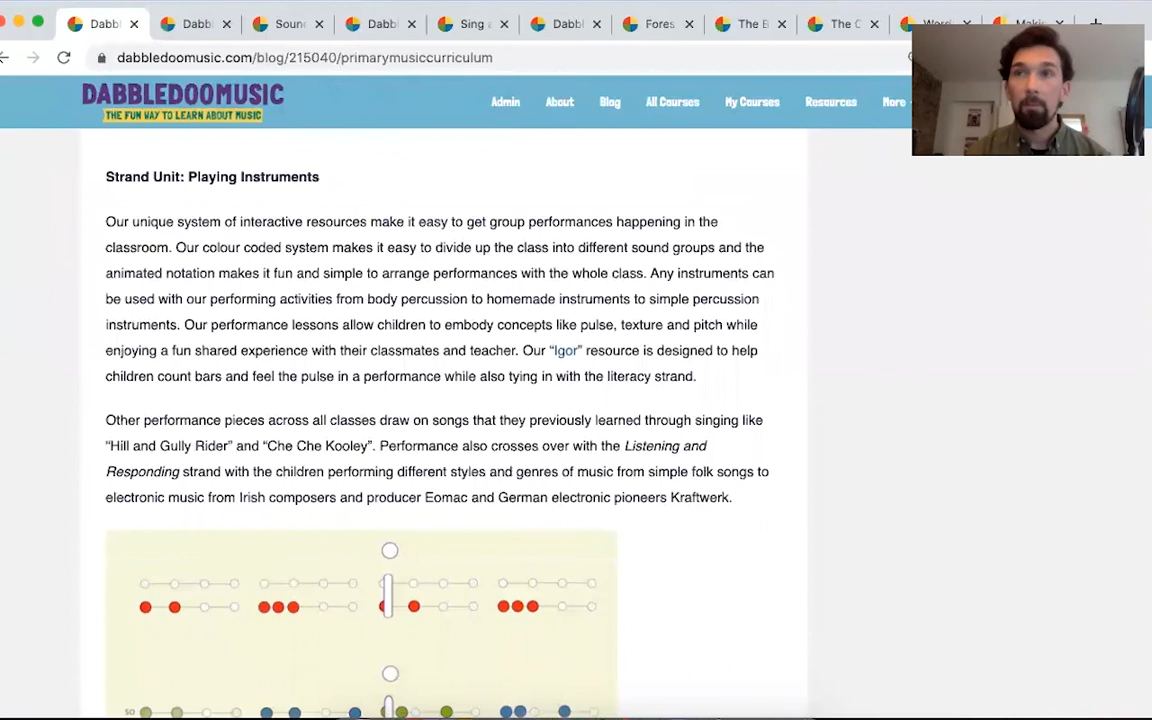 Dabbl
Dabbl
Soun
Dabbl
Sing a
Dabbl
Fores
The B
The C
dabbledoomusic.com/blog/215040/primarymusiccurriculum
DABBLEDOOMUSIC
THE FUN WAY TO LEARN ABOUT MUSIC
Admin
About
Blog
All Courses
My Courses
Resources
More
Strand Unit: Playing Instruments
Our unique system of interactive resources make it easy to get group performances happening in the
classroom. Our colour coded system makes it easy to divide up the class into different sound groups and the
animated notation makes it fun and simple to arrange performances with the whole class. Any instruments can
be used with our performing activities from body percussion to homemade instruments to simple percussion
instruments. Our performance lessons allow children to embody concepts like pulse, texture and pitch while
enjoying a fun shared experience with their classmates and teacher. Our “Igor” resource is designed to help
children count bars and feel the pulse in a performance while also tying in with the literacy strand.
Other performance pieces across all classes draw on songs that they previously learned through singing like
“Hill and Gully Rider” and “Che Che Kooley”. Performance also crosses over with the Listening and
Responding strand with the children performing different styles and genres of music from simple folk songs to
electronic music from Irish composers and producer Eomac and German electronic pioneers Kraftwerk.
so